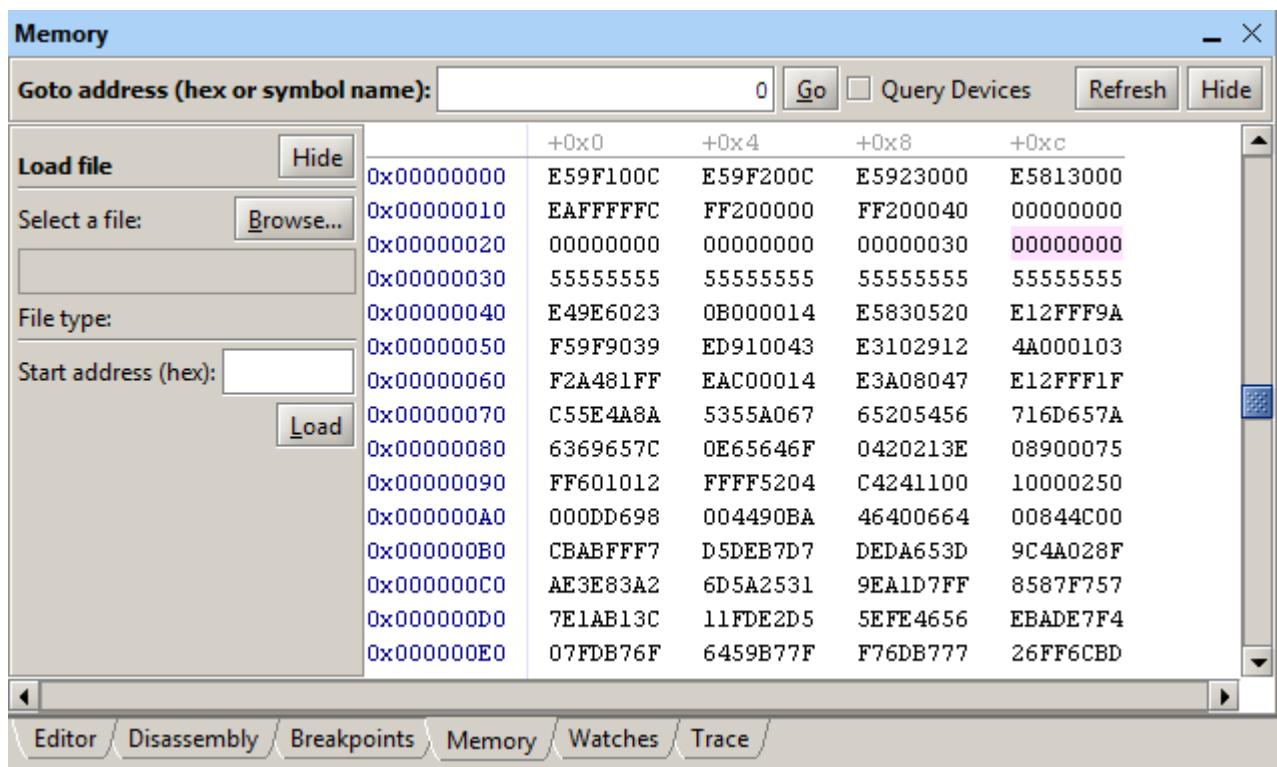 Memory
Goto address (hex or symbol name): 0 Go Query Devices Refresh Hide
Load file Hide
Select a file: Browse...
File type:
Start address (hex):
Load
+0x0 +0x4 +0x8 +0xc
0x00000000 E59F100C E59F200C E5923000 E5813000
0x00000010 EAFFFFFC FF200000 FF200040 00000000
0x00000020 00000000 00000000 00000030 00000000
0x00000030 55555555 55555555 55555555 55555555
0x00000040 E49E6023 0B000014 E5830520 E12FFF9A
0x00000050 F59F9039 ED910043 E3102912 4A000103
0x00000060 F2A481FF EAC00014 E3A08047 E12FFF1F
0x00000070 C55E4A8A 5355A067 65205456 716D657A
0x00000080 6369657C 0E65646F 0420213E 08900075
0x00000090 FF601012 FFFF5204 C4241100 10000250
0x000000A0 000DD698 004490BA 46400664 00844C00
0x000000B0 CBABFFF7 D5DEB7D7 DEDA653D 9C4A028F
0x000000C0 AE3E83A2 6D5A2531 9EA1D7FF 8587F757
0x000000D0 7E1AB13C 11FDE2D5 5EFE4656 EBADE7F4
0x000000E0 07FDB76F 6459B77F F76DB777 26FF6CBD
Editor Disassembly Breakpoints Memory Watches Trace